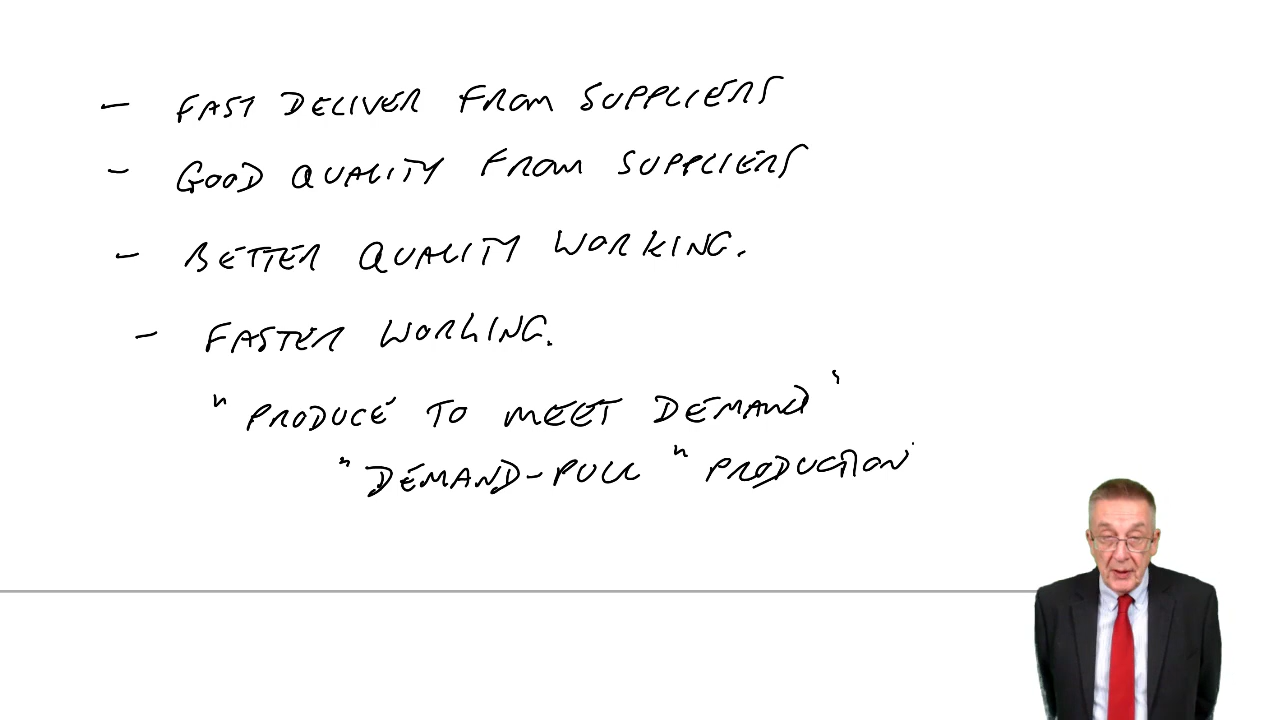 - FAST DELIVER FROM SUPPLIERS
- GOOD QUALITY FROM SUPPLIERS
- BETTER QUALITY WORKING.
- FASTER WORKING.
"PRODUCE TO MEET DEMAND"
"DEMAND-PULL" PRODUCTION